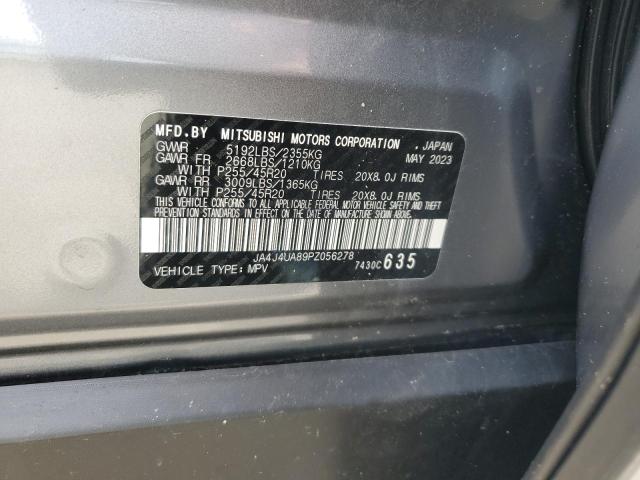 MFD.BY MITSUBISHI MOTORS CORPORATION , JAPAN
GVWR 5192LBS/2355KG MAY 2023
GAWR FR 2668LBS/1210KG
WITH P255/45R20 TIRES 20X8.0J RIMS
GAWR RR 3009LBS/1365KG
WITH P255/45R20 TIRES 20X8.0J RIMS
THIS VEHICLE CONFORMS TO ALL APPLICABLE FEDERAL MOTOR VEHICLE SAFETY AND THEFT
PREVENTION STANDARDS IN EFFECT ON THE DATE OF MANUFACTURE SHOWN ABOVE.
JA4J4UA89PZ056278
VEHICLE TYPE: MPV 7430C 635